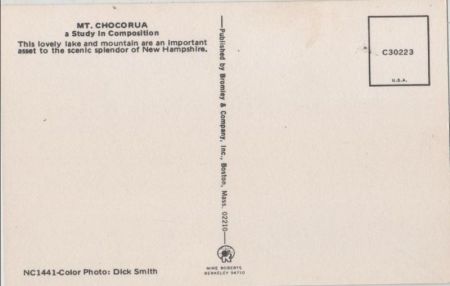 MT. CHOCORUA
a Study In Composition
This lovely lake and mountain are an important
asset to the scenic splendor of New Hampshire.
NC1441-Color Photo: Dick Smith
—Published by Bromley & Company, Inc., Boston, Mass. 02210—
MIKE ROBERTS
BERKELEY 94710
C30223
U.S.A.